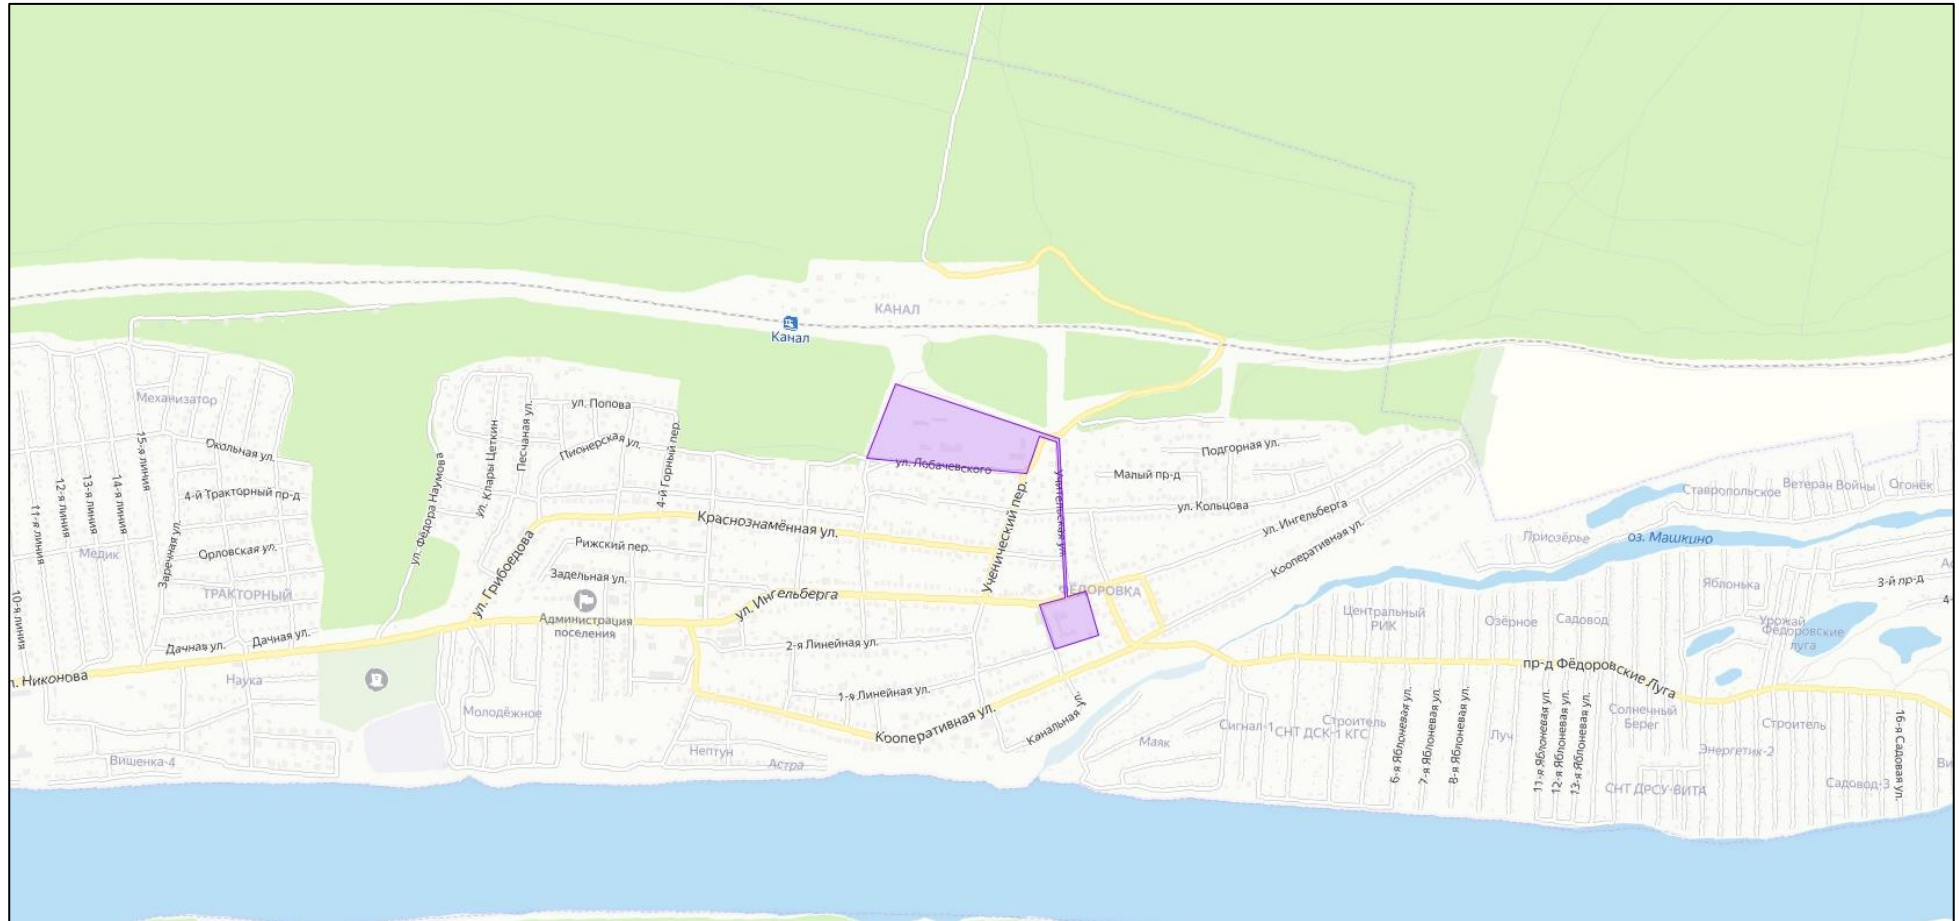 КАНАЛ
Канал
Механизатор
ул. Попова
Пионерская ул.
Песчаная ул.
ул. Клары Цеткин
4-й Горный пер.
Окольная ул.
15-я линия
14-я линия
13-я линия
12-я линия
11-я линия
10-я линия
ул. Фёдора Наумова
ул. Лобачевского
Учительская ул.
Подгорная ул.
Малый пр-д
ул. Кольцова
ул. Ингельберга
Кооперативная ул.
Ставропольское
Ветеран Войны
Огонёк
4-й Тракторный пр-д
Заречная ул.
Медик
Орловская ул.
Краснознамённая ул.
Ученический пер.
Рижский пер.
Задельная ул.
ул. Грибоедова
Приозёрье
оз. Машкино
ТРАКТОРНЫЙ
Администрация
поселения
ул. Ингельберга
ФЁДОРОВКА
Яблонька
3-й пр-д
4-
Центральный
РИК
Озёрное
Садовод
Урожай
Фёдоровские
луга
Дачная ул.
Дачная ул.
2-я Линейная ул.
л. Никонова
Наука
пр-д Фёдоровские Луга
1-я Линейная ул.
Молодёжное
Кооперативная ул.
Канальная ул.
Нептун
Астра
Маяк
Сигнал-1
СНТ ДСК-1 КГС
Строитель
6-я Яблоневая ул.
7-я Яблоневая ул.
8-я Яблоневая ул.
Луч
11-я Яблоневая ул.
12-я Яблоневая ул.
13-я Яблоневая ул.
Солнечный
Берег
Строитель
16-я Садовая ул.
Энергетик-2
Вишенка-4
СНТ ДРСУ-ВИТА
Садовод-3
Ви